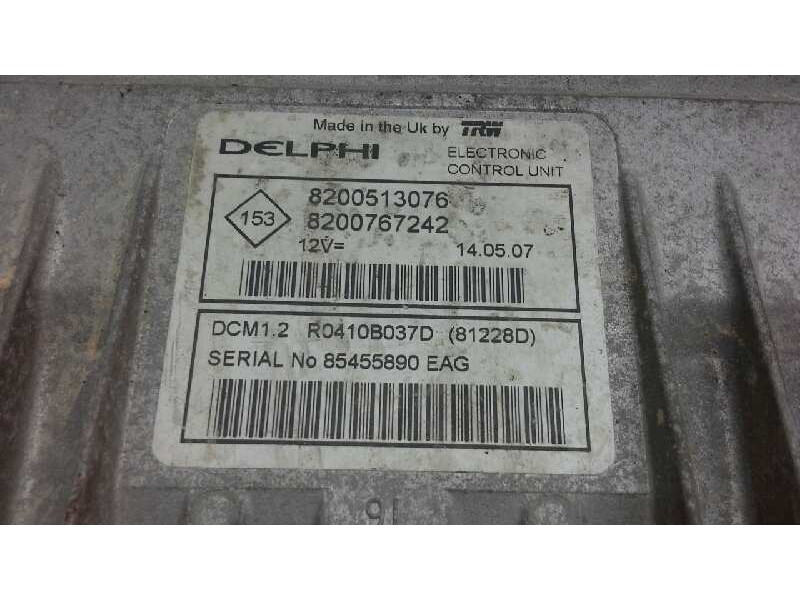 Made in the Uk by TRW
DELPHI ELECTRONIC
CONTROL UNIT
153
8200513076
8200767242
12V= 14.05.07
DCM1.2 R0410B037D (81228D)
SERIAL No 85455890 EAG
91